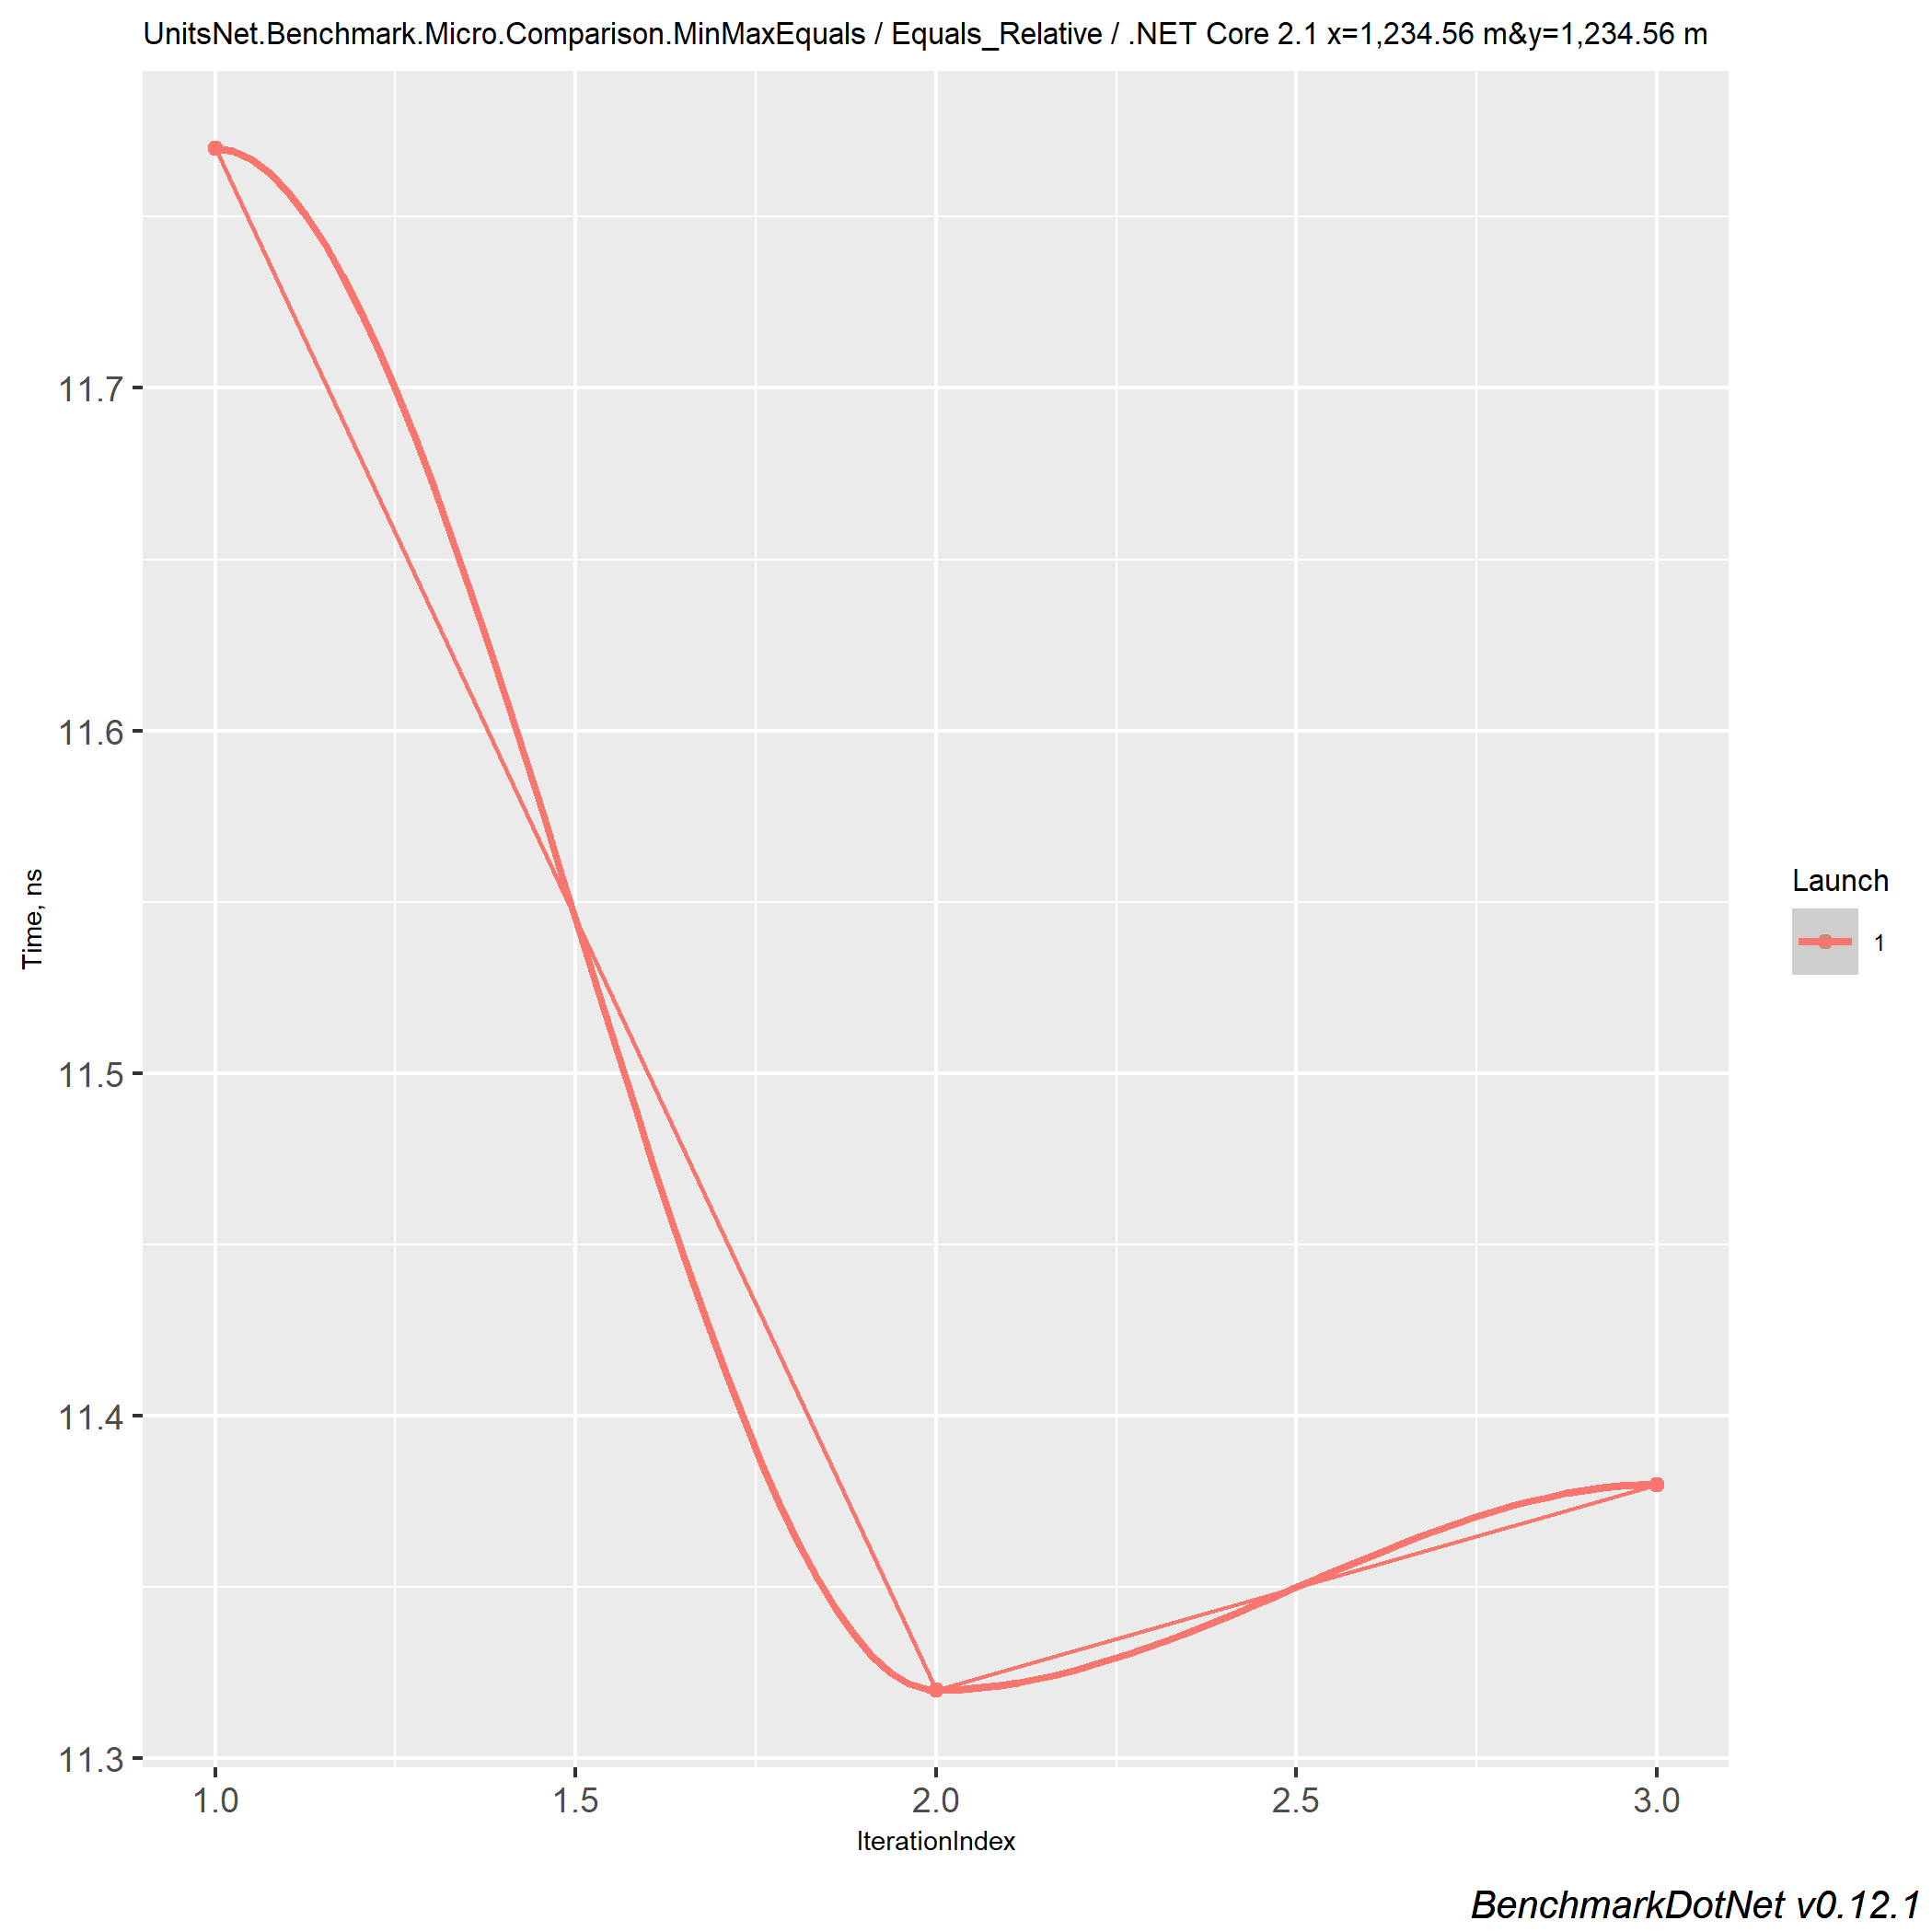 UnitsNet.Benchmark.Micro.Comparison.MinMaxEquals / Equals_Relative / .NET Core 2.1 x=1,234.56 m&y=1,234.56 m
11.7
11.6
11.5
11.4
11.3
Time, ns
1.0 1.5 2.0 2.5 3.0
IterationIndex
Launch
1
BenchmarkDotNet v0.12.1